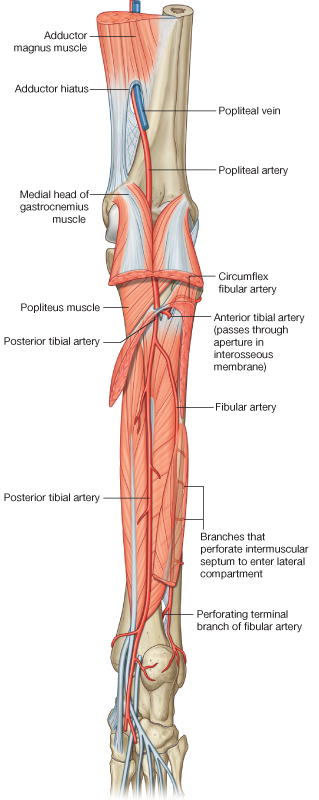 Adductor
magnus muscle
Adductor hiatus
Popliteal vein
Popliteal artery
Medial head of
gastrocnemius
muscle
Circumflex
fibular artery
Popliteus muscle
Anterior tibial artery
(passes through
aperture in
interosseous
membrane)
Posterior tibial artery
Fibular artery
Posterior tibial artery
Branches that
perforate intermuscular
septum to enter lateral
compartment
Perforating terminal
branch of fibular artery